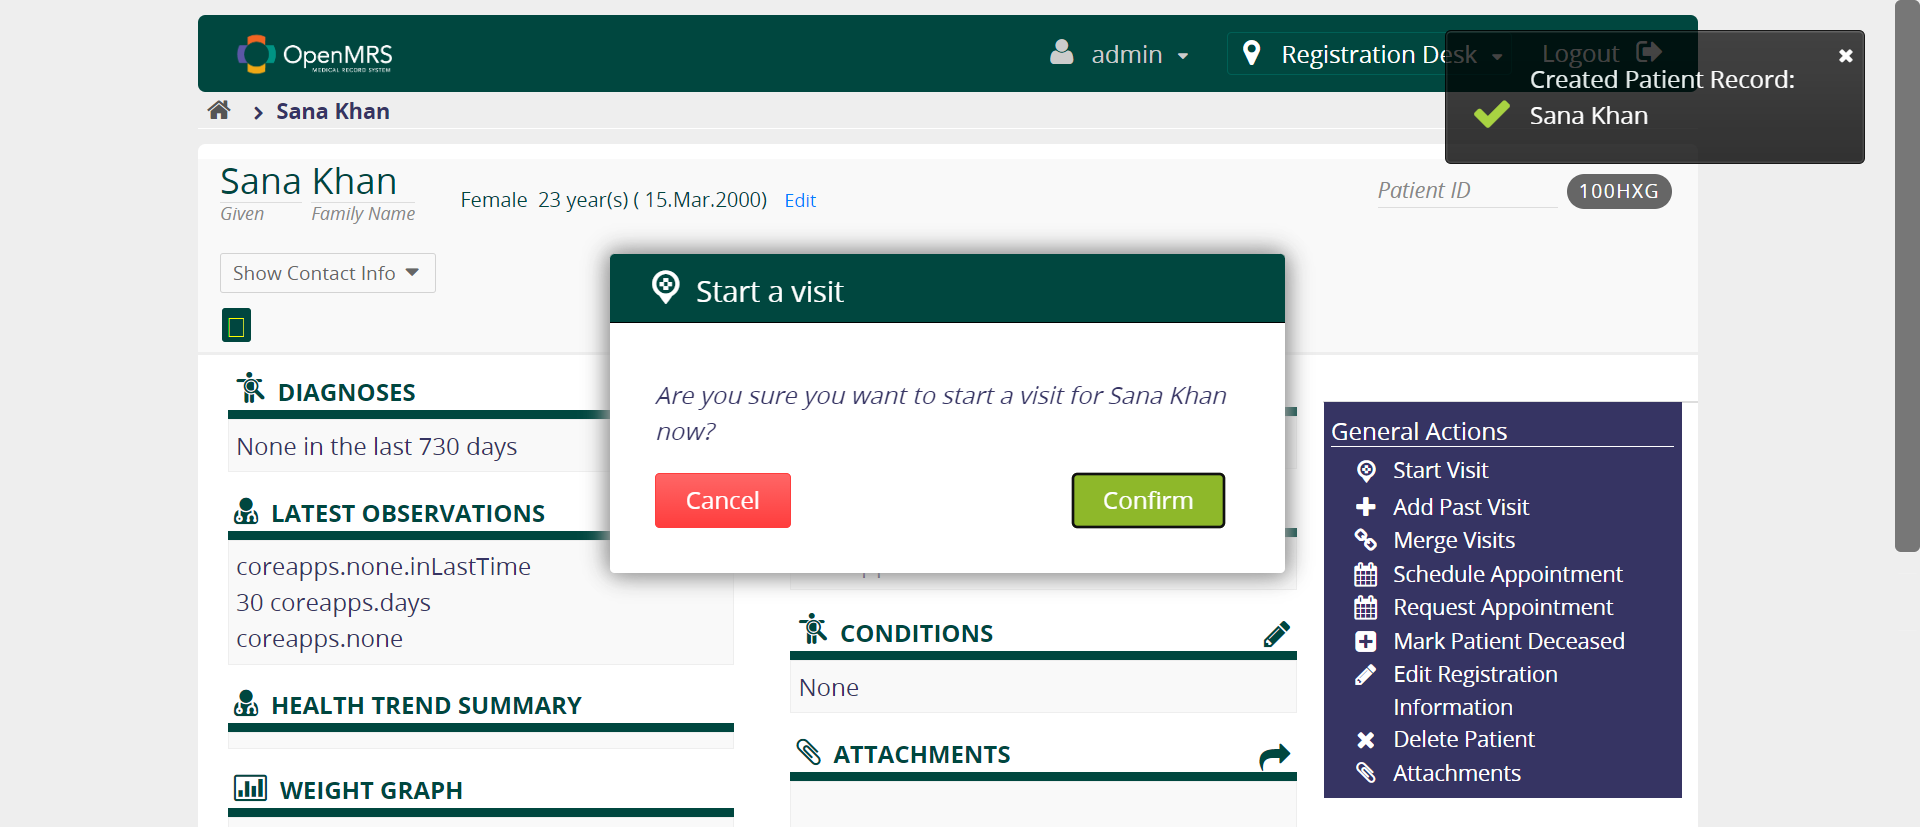 OpenMRS
MEDICAL RECORD SYSTEM
admin
Registration Desk
Logout
Created Patient Record:
Sana Khan
Sana Khan
Sana Khan
Given
Family Name
Female 23 year(s) ( 15.Mar.2000) Edit
Patient ID
100HXG
Show Contact Info
Start a visit
Are you sure you want to start a visit for Sana Khan
now?
Cancel
Confirm
DIAGNOSES
None in the last 730 days
LATEST OBSERVATIONS
coreapps.none.inLastTime
30 coreapps.days
coreapps.none
HEALTH TREND SUMMARY
WEIGHT GRAPH
CONDITIONS
None
ATTACHMENTS
General Actions
Start Visit
Add Past Visit
Merge Visits
Schedule Appointment
Request Appointment
Mark Patient Deceased
Edit Registration
Information
Delete Patient
Attachments